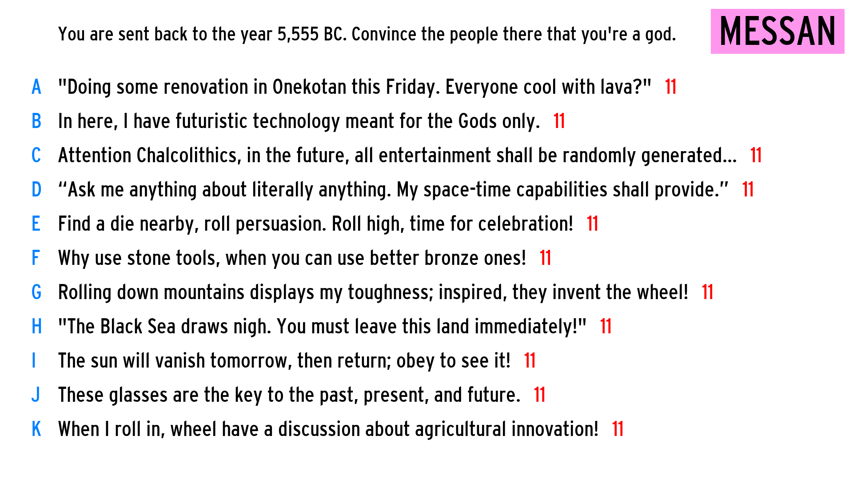 You are sent back to the year 5,555 BC. Convince the people there that you're a god.
MESSAN
A "Doing some renovation in Onekotan this Friday. Everyone cool with lava?" 11
B In here, I have futuristic technology meant for the Gods only. 11
C Attention Chalcolithics, in the future, all entertainment shall be randomly generated... 11
D “Ask me anything about literally anything. My space-time capabilities shall provide.” 11
E Find a die nearby, roll persuasion. Roll high, time for celebration! 11
F Why use stone tools, when you can use better bronze ones! 11
G Rolling down mountains displays my toughness; inspired, they invent the wheel! 11
H "The Black Sea draws nigh. You must leave this land immediately!" 11
I The sun will vanish tomorrow, then return; obey to see it! 11
J These glasses are the key to the past, present, and future. 11
K When I roll in, wheel have a discussion about agricultural innovation! 11